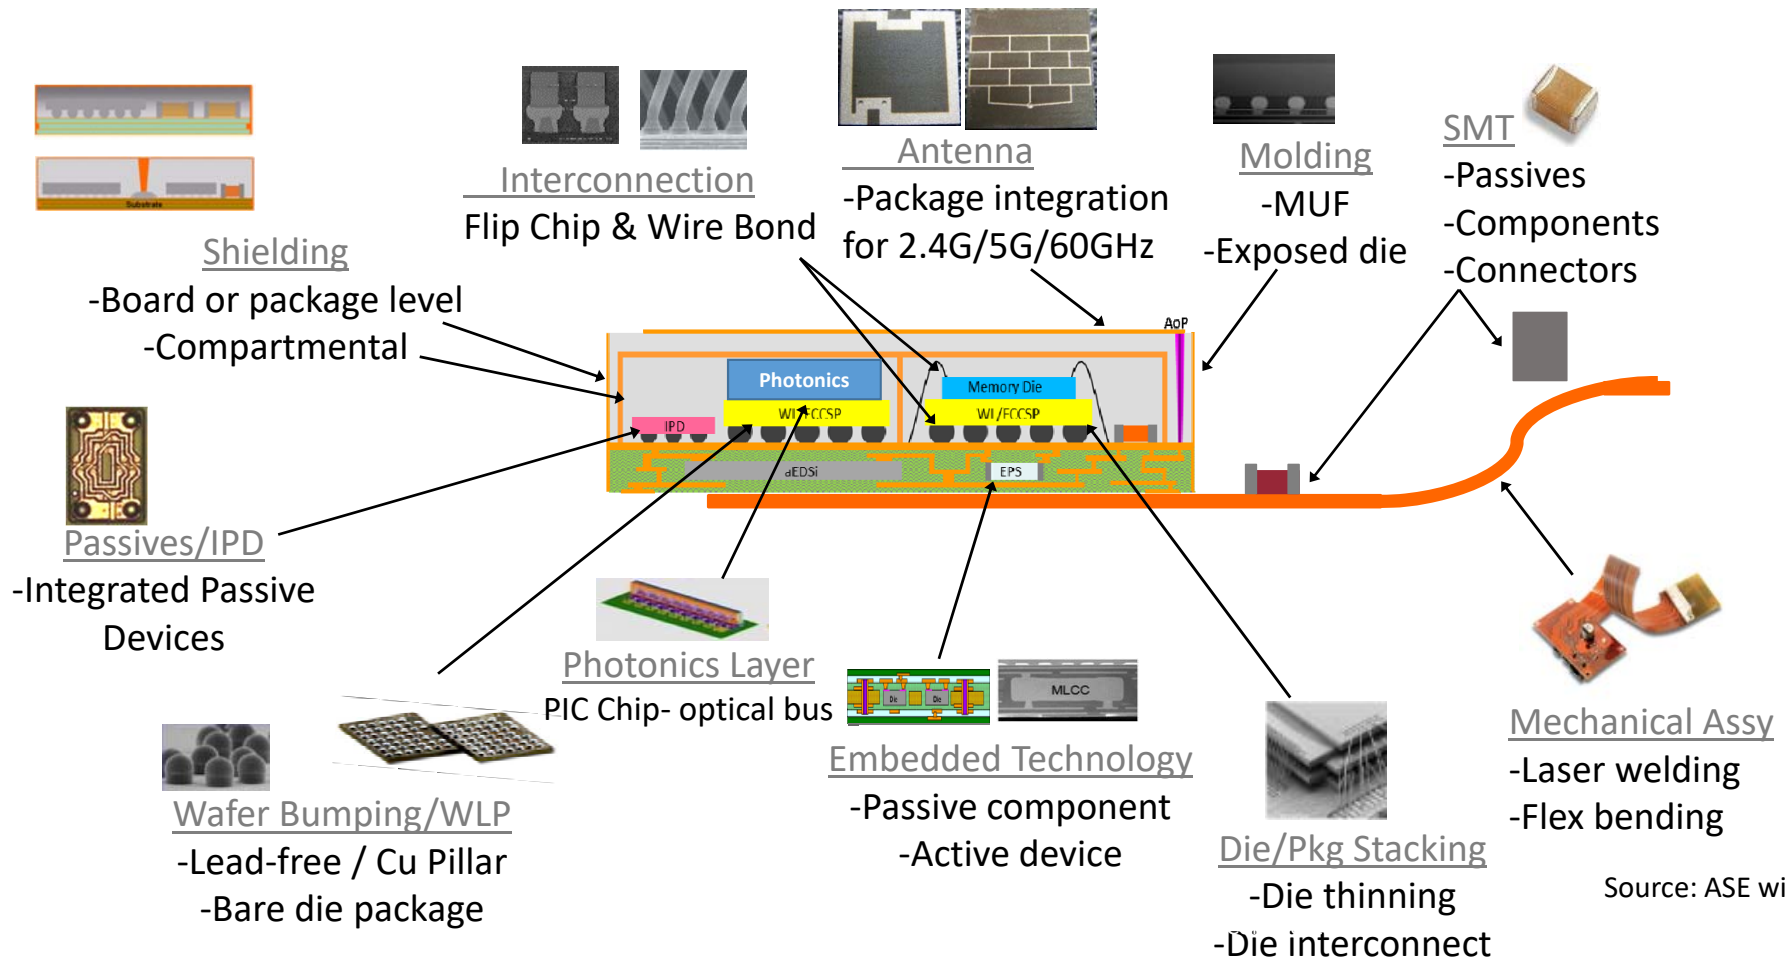 Antenna
-Package integration
for 2.4G/5G/60GHz
Interconnection
Flip Chip & Wire Bond
Molding
-MUF
-Exposed die
SMT
-Passives
-Components
-Connectors
Substrate
Shielding
-Board or package level
-Compartmental
AoP
Photonics
Memory Die
IPD
WL/FCCSP
WL/FCCSP
aEDSi
EPS
Passives/IPD
-Integrated Passive
Devices
Photonics Layer
PIC Chip- optical bus
Die
Die
MLCC
Embedded Technology
-Passive component
-Active device
Wafer Bumping/WLP
-Lead-free / Cu Pillar
-Bare die package
Die/Pkg Stacking
-Die thinning
-Die interconnect
Mechanical Assy
-Laser welding
-Flex bending
Source: ASE wi